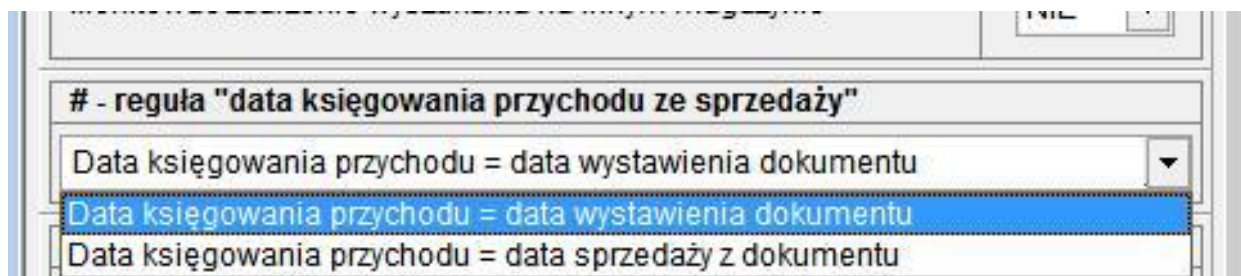 NIE
# - reguła "data księgowania przychodu ze sprzedaży"
Data księgowania przychodu = data wystawienia dokumentu
Data księgowania przychodu = data wystawienia dokumentu
Data księgowania przychodu = data sprzedaży z dokumentu